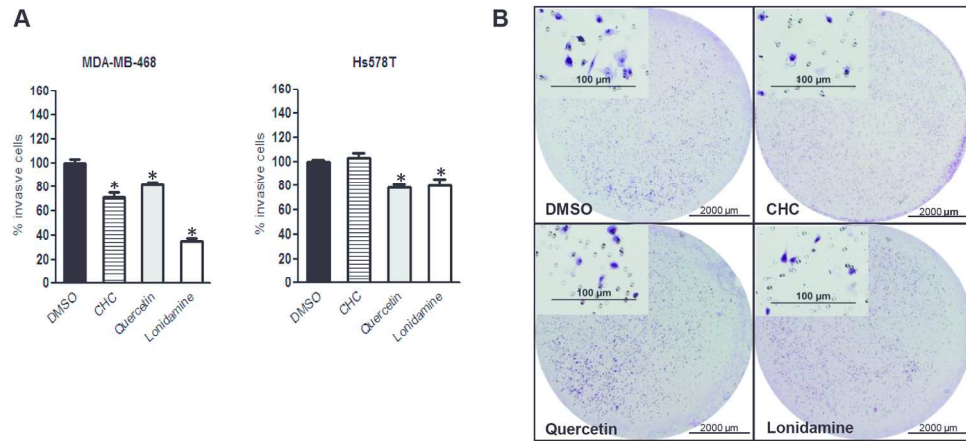 A
MDA-MB-468
% invasive cells
160
140
120
100
80
60
40
20
0
*
*
*
DMSO
CHC
Quercetin
Lonidamine
Hs578T
% invasive cells
160
140
120
100
80
60
40
20
0
*
*
DMSO
CHC
Quercetin
Lonidamine
B
100 µm
DMSO
2000 µm
100 µm
CHC
2000 µm
100 µm
Quercetin
2000 µm
100 µm
Lonidamine
2000 µm